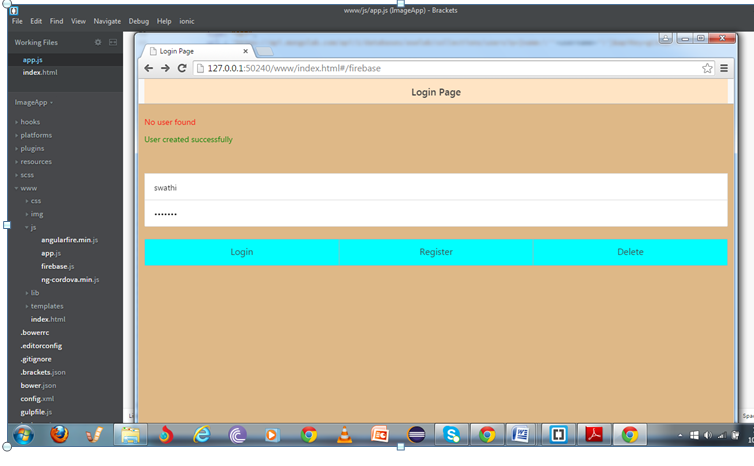 www/js/app.js (ImageApp) - Brackets
File Edit Find View Navigate Debug Help ionic
Working Files
app.js
index.html
ImageApp
hooks
platforms
plugins
resources
scss
www
css
img
js
angularfire.min.js
app.js
firebase.js
ng-cordova.min.js
lib
templates
index.html
.bowerrc
.editorconfig
.gitignore
.brackets.json
bower.json
config.xml
gulpfile.js
Login Page
127.0.0.1:50240/www/index.html#/firebase
Login Page
No user found
User created successfully
swathi
•••••••
Login Register Delete